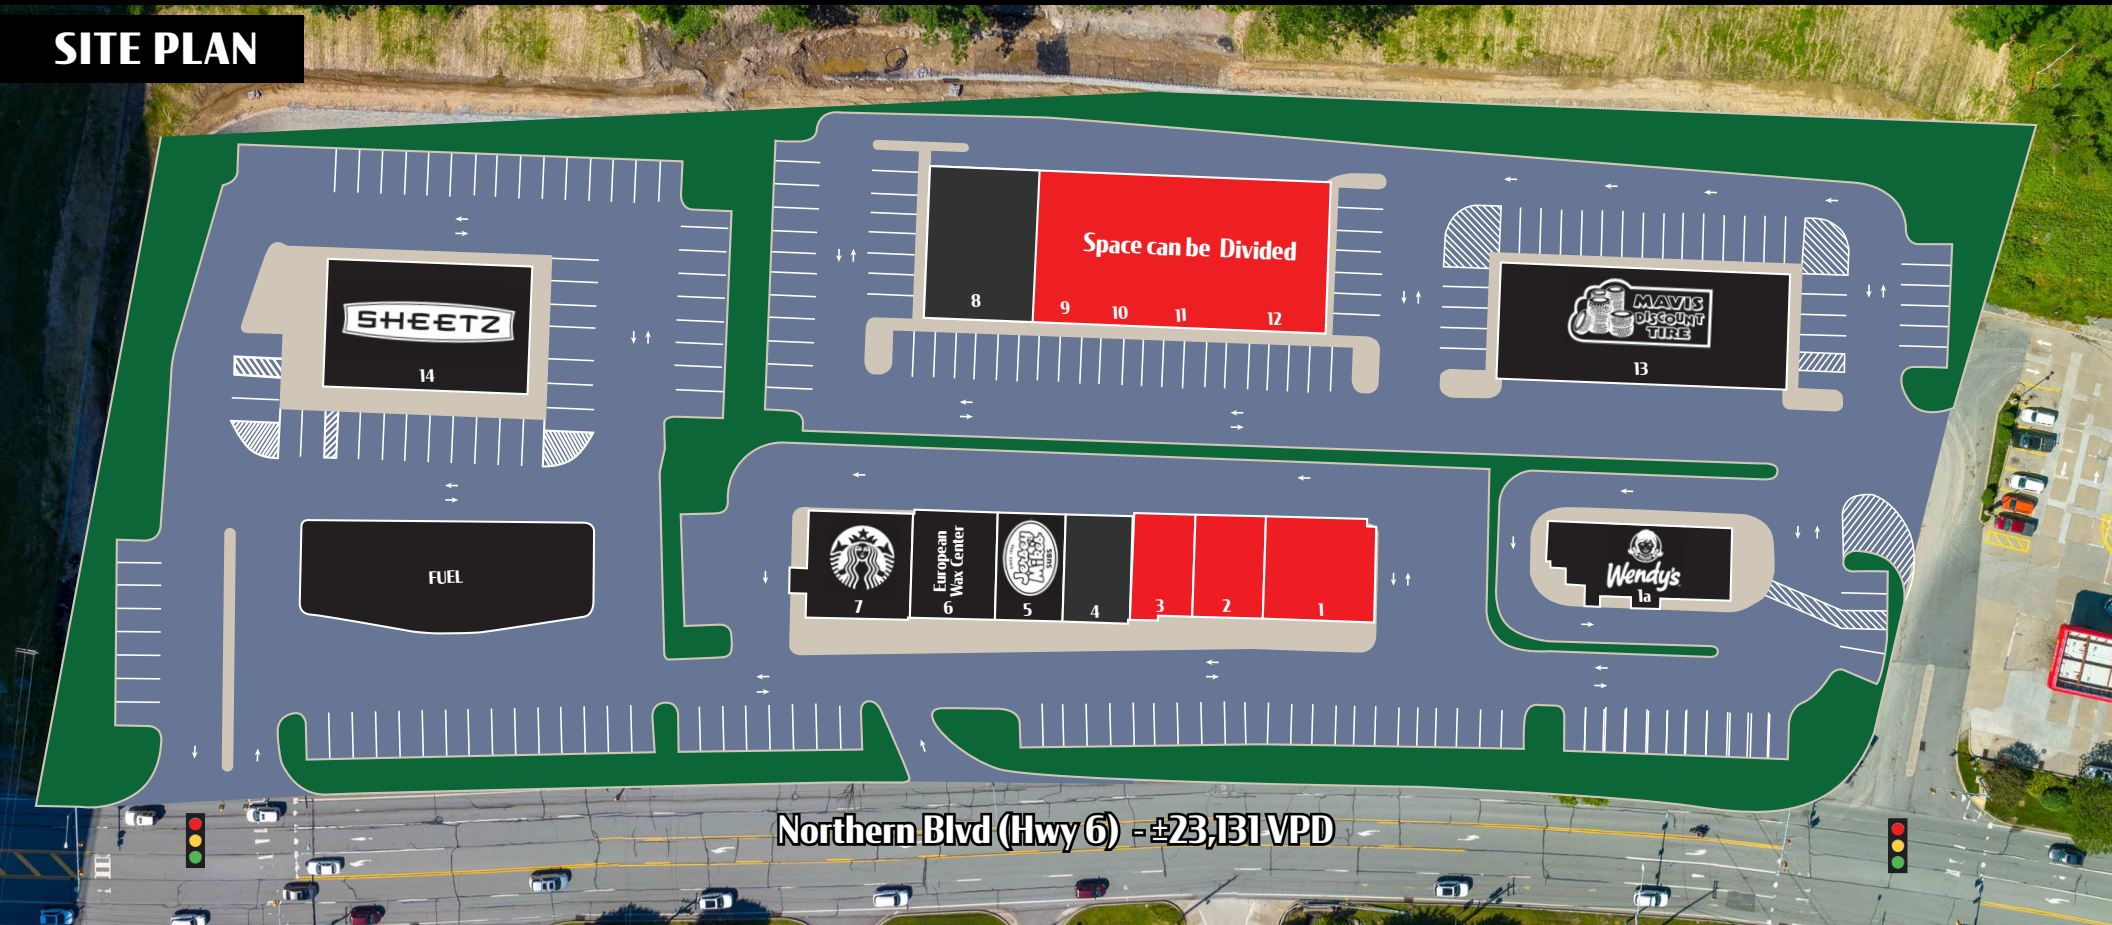 SITE PLAN
Space can be Divided
8
9
10
11
12
MAVIS
DISCOUNT
TIRE
13
SHEETZ
14
FUEL
7
European
Wax Center
6
Jersey
Mike's
SUBS
5
4
3
2
1
Wendy's
1a
Northern Blvd (Hwy 6) - ±23,131 VPD